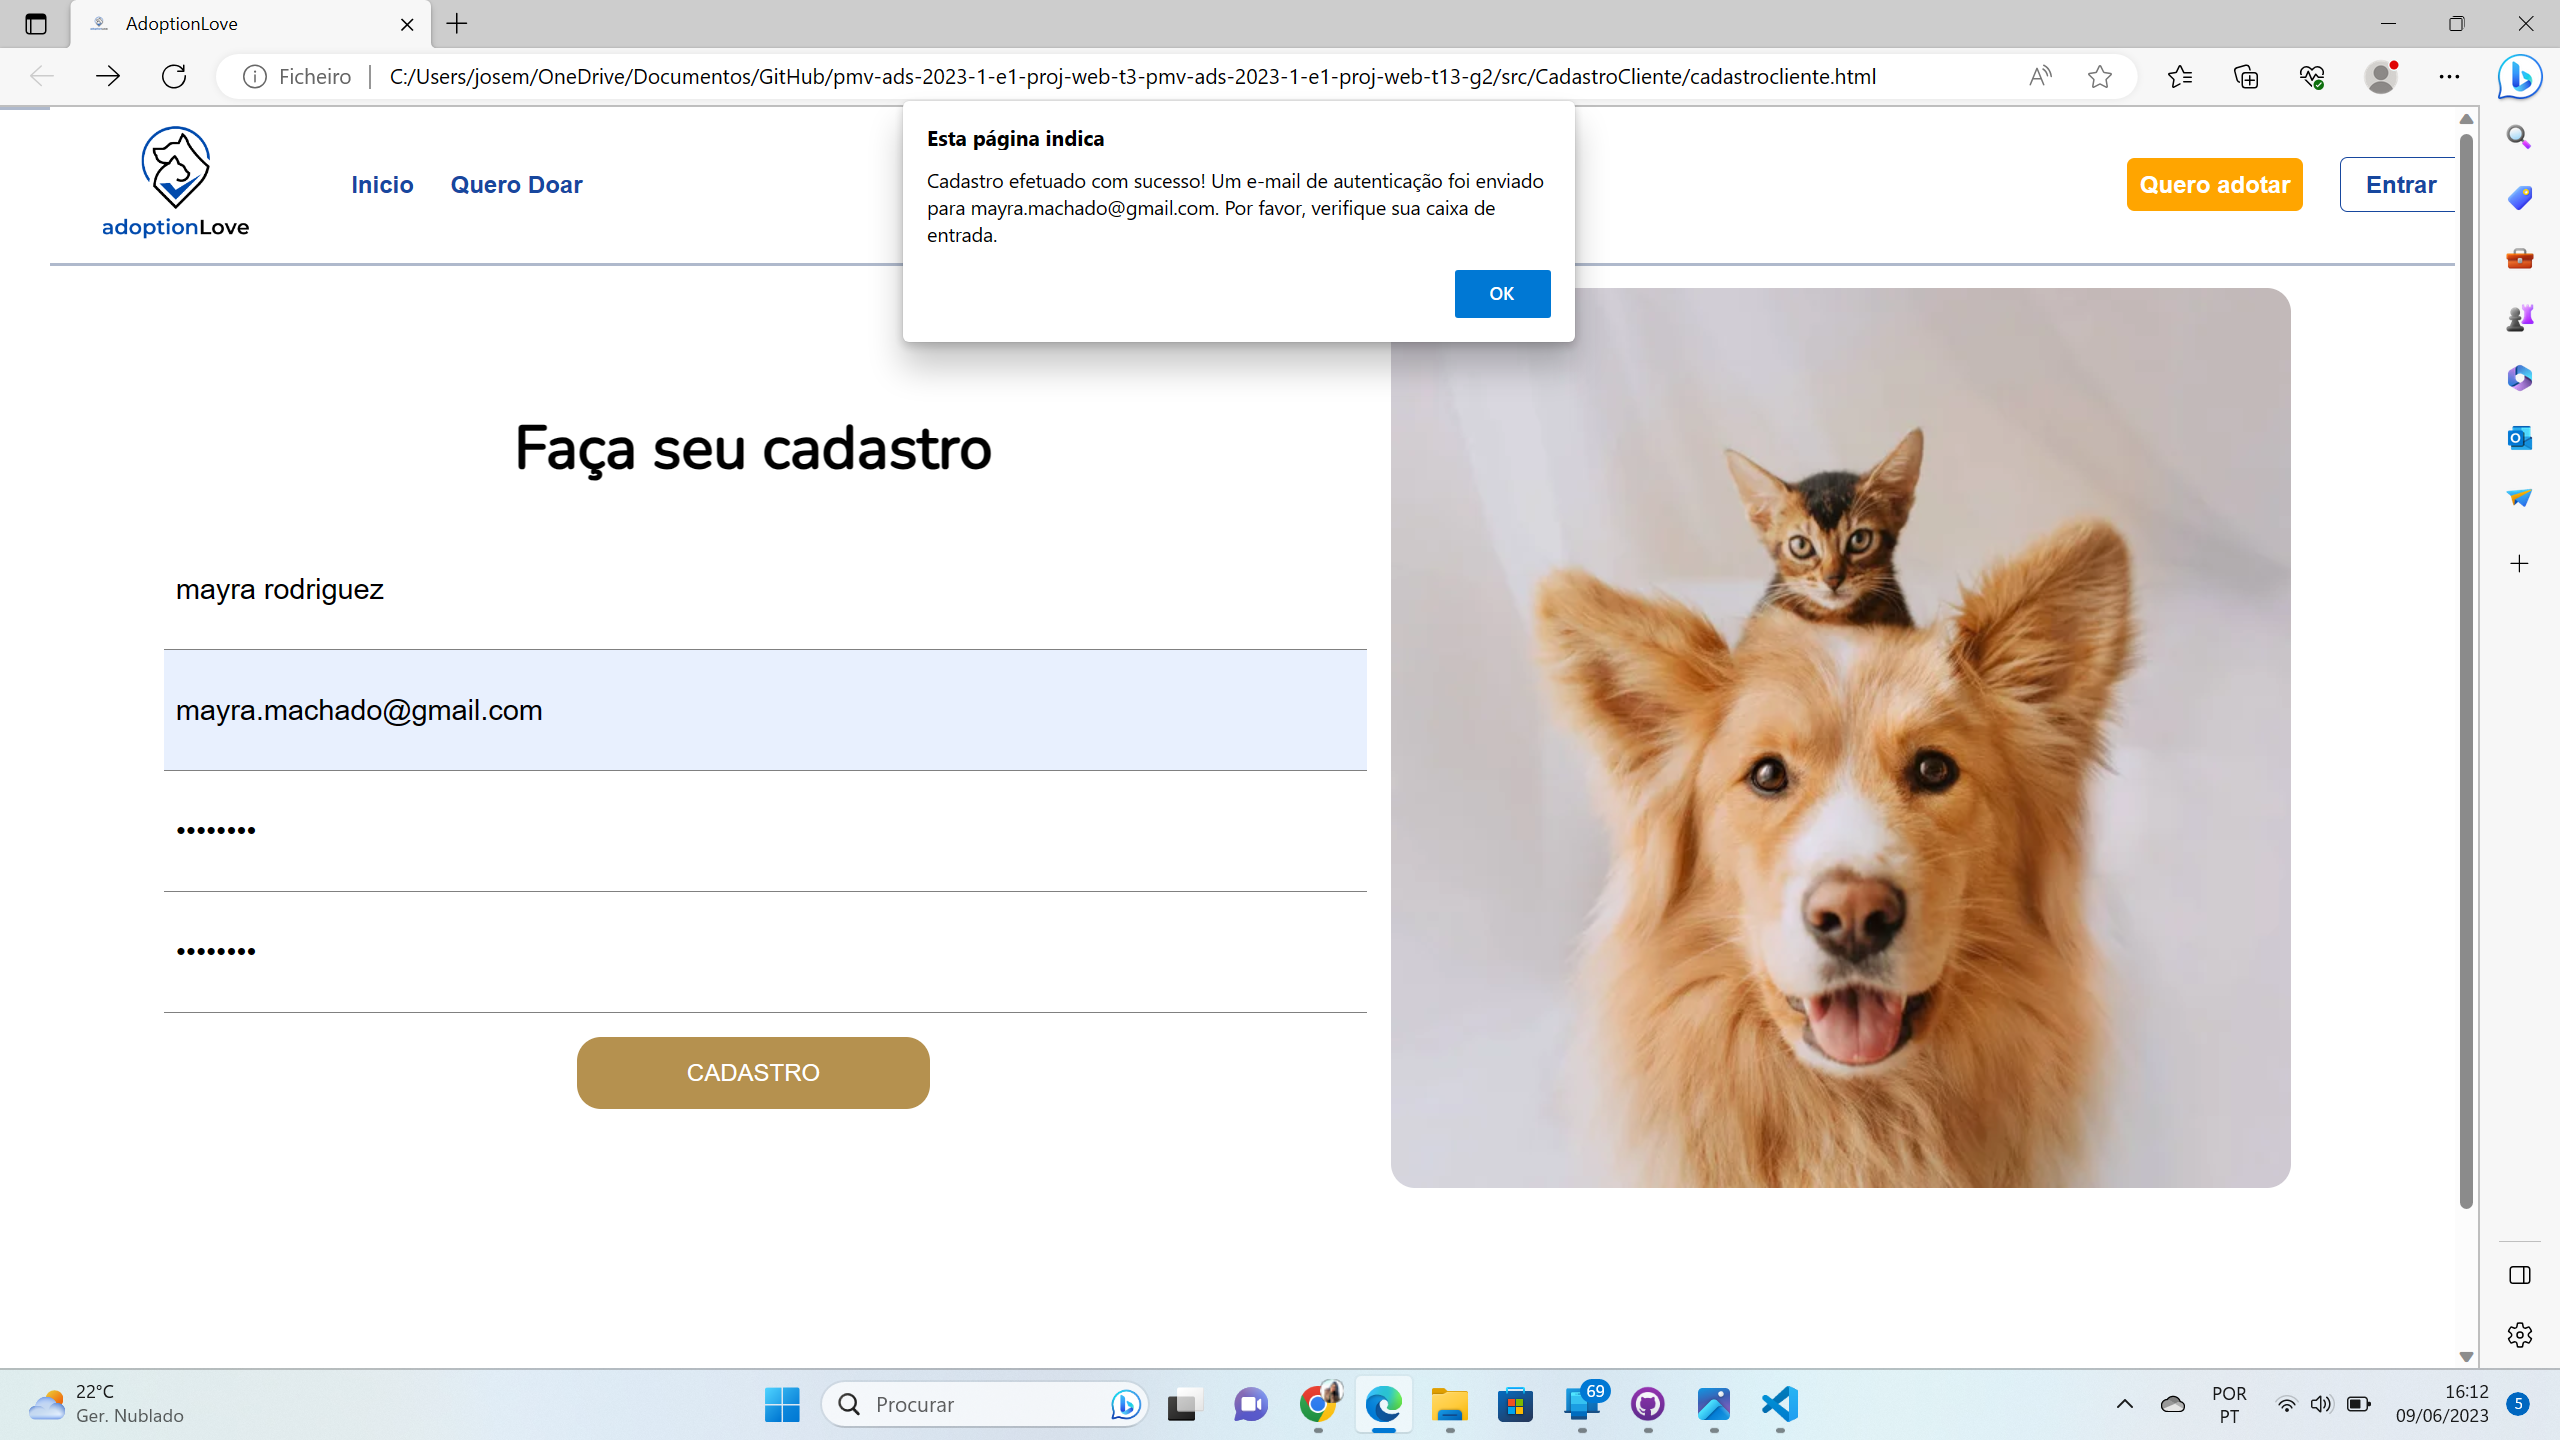 AdoptionLove
Ficheiro
C:/Users/josem/OneDrive/Documentos/GitHub/pmv-ads-2023-1-e1-proj-web-t3-pmv-ads-2023-1-e1-proj-web-t13-g2/src/CadastroCliente/cadastrocliente.html
Esta página indica
Cadastro efetuado com sucesso! Um e-mail de autenticação foi enviado
para mayra.machado@gmail.com. Por favor, verifique sua caixa de
entrada.
OK
adoptionLove
Inicio
Quero Doar
Quero adotar
Entrar
Faça seu cadastro
mayra rodriguez
mayra.machado@gmail.com
••••••••
••••••••
CADASTRO
22°C
Ger. Nublado
Procurar
69
POR
PT
16:12
09/06/2023
5